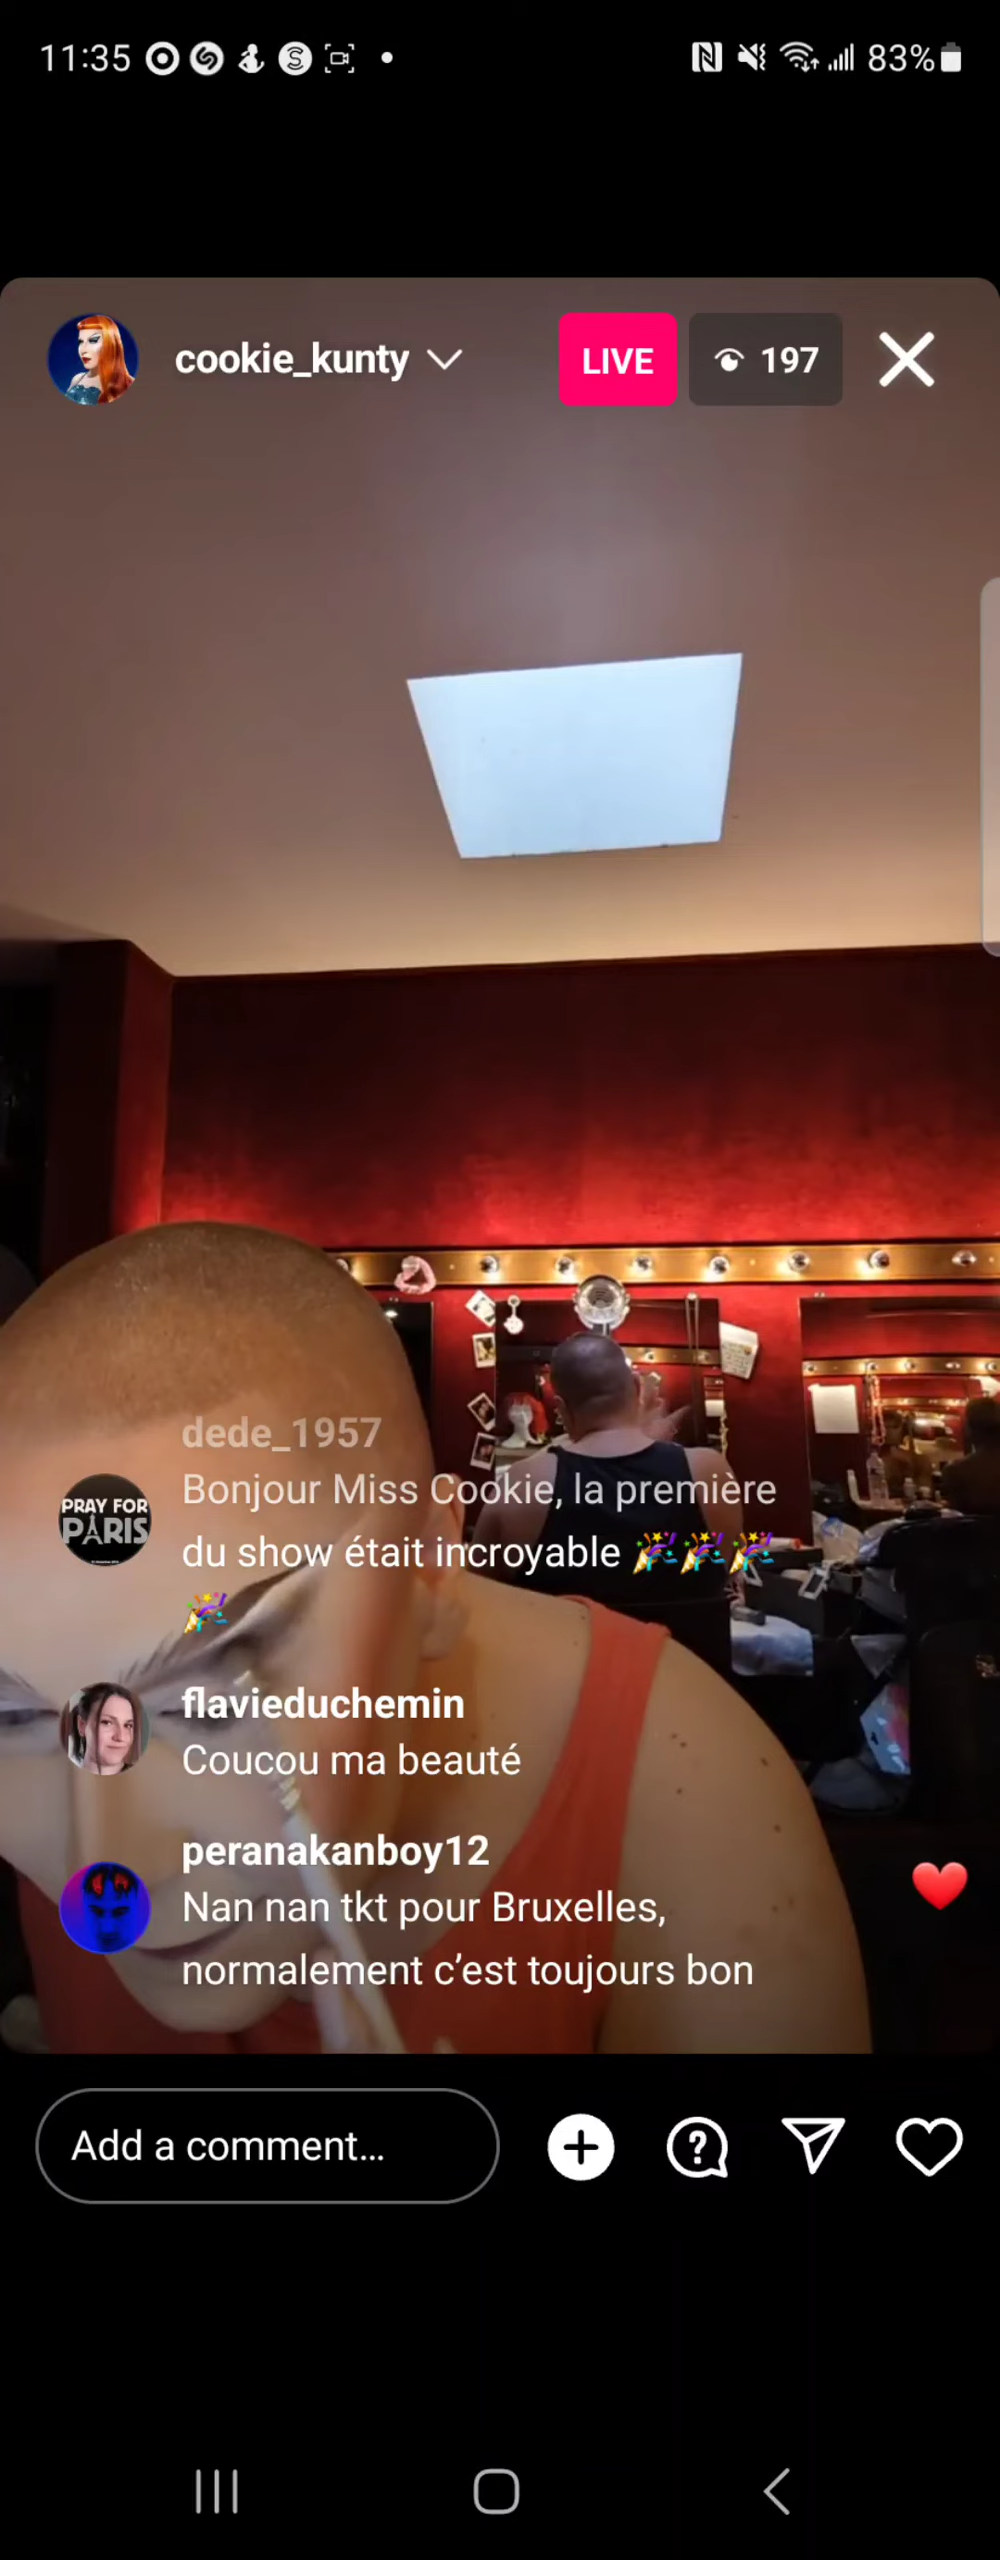 11:35
83%
cookie_kunty
LIVE
197
dede_1957
Bonjour Miss Cookie, la première
du show était incroyable 🎉🎉🎉
🎉
PRAY FOR
PARIS
flavieduchemin
Coucou ma beauté
peranakanboy12
Nan nan tkt pour Bruxelles,
normalement c’est toujours bon
Add a comment...